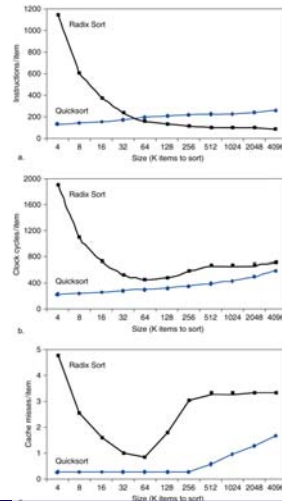 1200
1000
800
600
400
200
0
Instructions/item
Radix Sort
Quicksort
4 8 16 32 64 128 256 512 1024 2048 4096
Size (K items to sort)
a.
2000
1600
1200
800
400
0
Clock cycles/item
Radix Sort
Quicksort
4 8 16 32 64 128 256 512 1024 2048 4096
Size (K items to sort)
b.
5
4
3
2
1
0
Cache misses/item
Radix Sort
Quicksort
4 8 16 32 64 128 256 512 1024 2048 4096
Size (K items to sort)